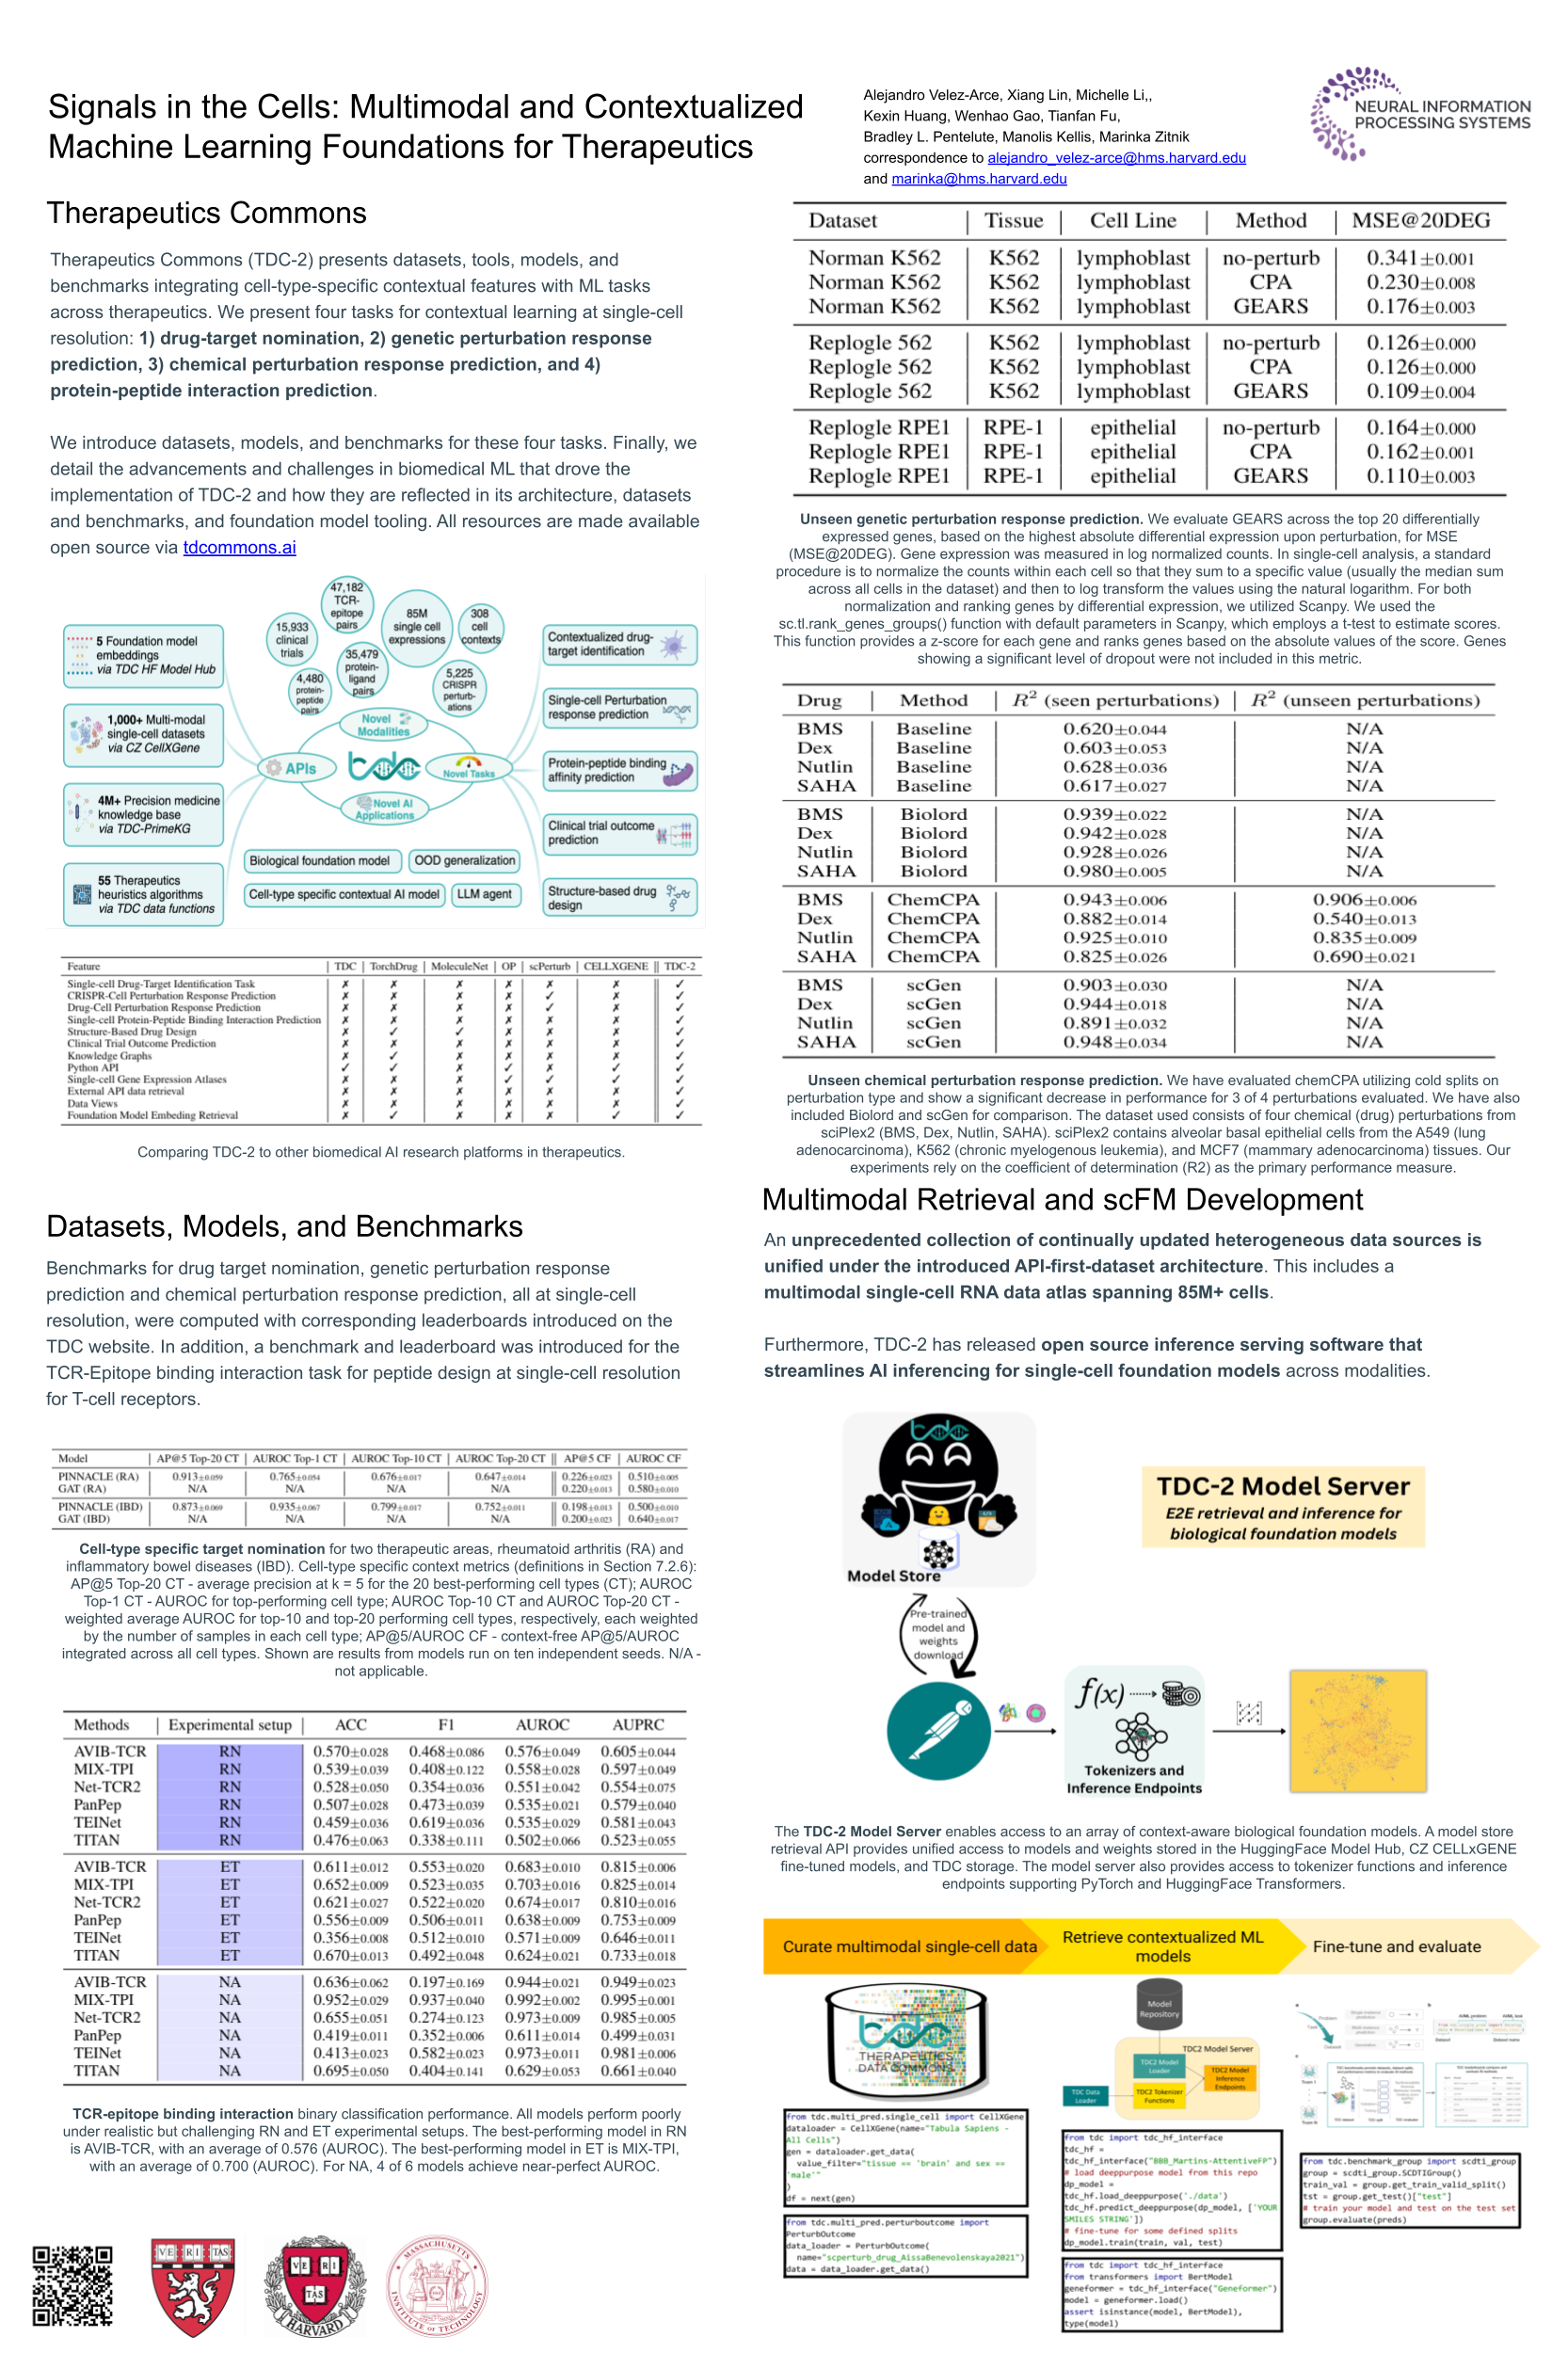 Signals in the Cells: Multimodal and Contextualized
Machine Learning Foundations for Therapeutics
Alejandro Velez-Arce, Xiang Lin, Michelle Li,,
Kexin Huang, Wenhao Gao, Tianfan Fu,
Bradley L. Pentelute, Manolis Kellis, Marinka Zitnik
correspondence to alejandro_velez-arce@hms.harvard.edu
and marinka@hms.harvard.edu
NEURAL INFORMATION
PROCESSING SYSTEMS
Therapeutics Commons
Therapeutics Commons (TDC-2) presents datasets, tools, models, and
benchmarks integrating cell-type-specific contextual features with ML tasks
across therapeutics. We present four tasks for contextual learning at single-cell
resolution: 1) drug-target nomination, 2) genetic perturbation response
prediction, 3) chemical perturbation response prediction, and 4)
protein-peptide interaction prediction.
We introduce datasets, models, and benchmarks for these four tasks. Finally, we
detail the advancements and challenges in biomedical ML that drove the
implementation of TDC-2 and how they are reflected in its architecture, datasets
and benchmarks, and foundation model tooling. All resources are made available
open source via tdcommons.ai
5 Foundation model
embeddings
via TDC HF Model Hub
1,000+ Multi-modal
single-cell datasets
via CZ CellXGene
4M+ Precision medicine
knowledge base
via TDC-PrimeKG
55 Therapeutics
heuristics algorithms
via TDC data functions
15,933
clinical
trials
47,182
TCR-
epitope
pairs
85M
single cell
expressions
308
cell
contexts
4,480
protein-
peptide
pairs
35,479
protein-
ligand
pairs
5,225
CRISPR
perturb-
ations
Novel
Modalities
APIs
Novel Tasks
Novel AI
Applications
Biological foundation model
OOD generalization
Cell-type specific contextual AI model
LLM agent
Contextualized drug-
target identification
Single-cell Perturbation
response prediction
Protein-peptide binding
affinity prediction
Clinical trial outcome
prediction
Structure-based drug
design
Feature | TDC | TorchDrug | MoleculeNet | OP | scPerturb | CELLXGENE || TDC-2
Single-cell Drug-Target Identification Task ✗ ✗ ✗ ✗ ✗ ✗ ✓
CRISPR-Cell Perturbation Response Prediction ✗ ✗ ✗ ✗ ✓ ✗ ✓
Drug-Cell Perturbation Response Prediction ✗ ✗ ✗ ✗ ✓ ✗ ✓
Single-cell Protein-Peptide Binding Interaction Prediction ✗ ✗ ✗ ✗ ✗ ✗ ✓
Structure-Based Drug Design ✗ ✓ ✓ ✗ ✗ ✗ ✓
Clinical Trial Outcome Prediction ✗ ✗ ✗ ✗ ✗ ✗ ✓
Knowledge Graphs ✗ ✓ ✗ ✗ ✗ ✗ ✓
Python API ✓ ✓ ✗ ✓ ✗ ✓ ✓
Single-cell Gene Expression Atlases ✗ ✗ ✗ ✓ ✓ ✓ ✓
External API data retrieval ✗ ✗ ✗ ✗ ✗ ✗ ✓
Data Views ✗ ✗ ✗ ✗ ✗ ✗ ✓
Foundation Model Embeding Retrieval ✗ ✓ ✗ ✗ ✗ ✓ ✓
Comparing TDC-2 to other biomedical AI research platforms in therapeutics.
Datasets, Models, and Benchmarks
Benchmarks for drug target nomination, genetic perturbation response
prediction and chemical perturbation response prediction, all at single-cell
resolution, were computed with corresponding leaderboards introduced on the
TDC website. In addition, a benchmark and leaderboard was introduced for the
TCR-Epitope binding interaction task for peptide design at single-cell resolution
for T-cell receptors.
Model | AP@5 Top-20 CT | AUROC Top-1 CT | AUROC Top-10 CT | AUROC Top-20 CT || AP@5 CF | AUROC CF
PINNACLE (RA) 0.913±0.059 0.765±0.054 0.676±0.017 0.647±0.014 0.226±0.023 0.510±0.005
GAT (RA) N/A N/A N/A N/A 0.220±0.013 0.580±0.010
PINNACLE (IBD) 0.873±0.069 0.935±0.067 0.799±0.017 0.752±0.011 0.198±0.013 0.500±0.010
GAT (IBD) N/A N/A N/A N/A 0.200±0.023 0.640±0.017
Cell-type specific target nomination for two therapeutic areas, rheumatoid arthritis (RA) and
inflammatory bowel diseases (IBD). Cell-type specific context metrics (definitions in Section 7.2.6):
AP@5 Top-20 CT - average precision at k = 5 for the 20 best-performing cell types (CT); AUROC
Top-1 CT - AUROC for top-performing cell type; AUROC Top-10 CT and AUROC Top-20 CT -
weighted average AUROC for top-10 and top-20 performing cell types, respectively, each weighted
by the number of samples in each cell type; AP@5/AUROC CF - context-free AP@5/AUROC
integrated across all cell types. Shown are results from models run on ten independent seeds. N/A -
not applicable.
Methods | Experimental setup | ACC F1 AUROC AUPRC
AVIB-TCR RN 0.570±0.028 0.468±0.086 0.576±0.049 0.605±0.044
MIX-TPI RN 0.539±0.039 0.408±0.122 0.558±0.028 0.597±0.049
Net-TCR2 RN 0.528±0.050 0.354±0.036 0.551±0.042 0.554±0.075
PanPep RN 0.507±0.028 0.473±0.039 0.535±0.021 0.579±0.040
TEINet RN 0.459±0.036 0.619±0.036 0.535±0.029 0.581±0.043
TITAN RN 0.476±0.063 0.338±0.111 0.502±0.066 0.523±0.055
AVIB-TCR ET 0.611±0.012 0.553±0.020 0.683±0.010 0.815±0.006
MIX-TPI ET 0.652±0.009 0.523±0.035 0.703±0.016 0.825±0.014
Net-TCR2 ET 0.621±0.027 0.522±0.020 0.674±0.017 0.810±0.016
PanPep ET 0.556±0.009 0.506±0.011 0.638±0.009 0.753±0.009
TEINet ET 0.356±0.008 0.512±0.010 0.571±0.009 0.646±0.011
TITAN ET 0.670±0.013 0.492±0.048 0.624±0.021 0.733±0.018
AVIB-TCR NA 0.636±0.062 0.197±0.169 0.944±0.021 0.949±0.023
MIX-TPI NA 0.952±0.029 0.937±0.040 0.992±0.002 0.995±0.001
Net-TCR2 NA 0.655±0.051 0.274±0.123 0.973±0.009 0.985±0.005
PanPep NA 0.419±0.011 0.352±0.006 0.611±0.014 0.499±0.031
TEINet NA 0.413±0.023 0.582±0.023 0.973±0.011 0.981±0.006
TITAN NA 0.695±0.050 0.404±0.141 0.629±0.053 0.661±0.040
TCR-epitope binding interaction binary classification performance. All models perform poorly
under realistic but challenging RN and ET experimental setups. The best-performing model in RN
is AVIB-TCR, with an average of 0.576 (AUROC). The best-performing model in ET is MIX-TPI,
with an average of 0.700 (AUROC). For NA, 4 of 6 models achieve near-perfect AUROC.
VE RI TAS
VE RI TAS
HARVARD
MASSACHUSETTS
INSTITUTE OF TECHNOLOGY
Dataset | Tissue | Cell Line | Method | MSE@20DEG
Norman K562 K562 lymphoblast no-perturb 0.341±0.001
Norman K562 K562 lymphoblast CPA 0.230±0.008
Norman K562 K562 lymphoblast GEARS 0.176±0.003
Replogle 562 K562 lymphoblast no-perturb 0.126±0.000
Replogle 562 K562 lymphoblast CPA 0.126±0.000
Replogle 562 K562 lymphoblast GEARS 0.109±0.004
Replogle RPE1 RPE-1 epithelial no-perturb 0.164±0.000
Replogle RPE1 RPE-1 epithelial CPA 0.162±0.001
Replogle RPE1 RPE-1 epithelial GEARS 0.110±0.003
Unseen genetic perturbation response prediction. We evaluate GEARS across the top 20 differentially
expressed genes, based on the highest absolute differential expression upon perturbation, for MSE
(MSE@20DEG). Gene expression was measured in log normalized counts. In single-cell analysis, a standard
procedure is to normalize the counts within each cell so that they sum to a specific value (usually the median sum
across all cells in the dataset) and then to log transform the values using the natural logarithm. For both
normalization and ranking genes by differential expression, we utilized Scanpy. We used the
sc.tl.rank_genes_groups() function with default parameters in Scanpy, which employs a t-test to estimate scores.
This function provides a z-score for each gene and ranks genes based on the absolute values of the score. Genes
showing a significant level of dropout were not included in this metric.
Drug | Method | R² (seen perturbations) | R² (unseen perturbations)
BMS Baseline 0.620±0.044 N/A
Dex Baseline 0.603±0.053 N/A
Nutlin Baseline 0.628±0.036 N/A
SAHA Baseline 0.617±0.027 N/A
BMS Biolord 0.939±0.022 N/A
Dex Biolord 0.942±0.028 N/A
Nutlin Biolord 0.928±0.026 N/A
SAHA Biolord 0.980±0.005 N/A
BMS ChemCPA 0.943±0.006 0.906±0.006
Dex ChemCPA 0.882±0.014 0.540±0.013
Nutlin ChemCPA 0.925±0.010 0.835±0.009
SAHA ChemCPA 0.825±0.026 0.690±0.021
BMS scGen 0.903±0.030 N/A
Dex scGen 0.944±0.018 N/A
Nutlin scGen 0.891±0.032 N/A
SAHA scGen 0.948±0.034 N/A
Unseen chemical perturbation response prediction. We have evaluated chemCPA utilizing cold splits on
perturbation type and show a significant decrease in performance for 3 of 4 perturbations evaluated. We have also
included Biolord and scGen for comparison. The dataset used consists of four chemical (drug) perturbations from
sciPlex2 (BMS, Dex, Nutlin, SAHA). sciPlex2 contains alveolar basal epithelial cells from the A549 (lung
adenocarcinoma), K562 (chronic myelogenous leukemia), and MCF7 (mammary adenocarcinoma) tissues. Our
experiments rely on the coefficient of determination (R2) as the primary performance measure.
Multimodal Retrieval and scFM Development
An unprecedented collection of continually updated heterogeneous data sources is
unified under the introduced API-first-dataset architecture. This includes a
multimodal single-cell RNA data atlas spanning 85M+ cells.
Furthermore, TDC-2 has released open source inference serving software that
streamlines AI inferencing for single-cell foundation models across modalities.
Model Store
TDC-2 Model Server
E2E retrieval and inference for
biological foundation models
Pre-trained
model and
weights
download
f(x)
Tokenizers and
Inference Endpoints
The TDC-2 Model Server enables access to an array of context-aware biological foundation models. A model store
retrieval API provides unified access to models and weights stored in the HuggingFace Model Hub, CZ CELLxGENE
fine-tuned models, and TDC storage. The model server also provides access to tokenizer functions and inference
endpoints supporting PyTorch and HuggingFace Transformers.
Curate multimodal single-cell data
Retrieve contextualized ML
models
Fine-tune and evaluate
THERAPEUTICS
DATA COMMONS
from tdc.multi_pred.single_cell import CellXGene
dataloader = CellXGene(name="Tabula Sapiens -
All Cells")
gen = dataloader.get_data(
value_filter="tissue == 'brain' and sex ==
'male'"
)
df = next(gen)
from tdc.multi_pred.perturboutcome import
PerturbOutcome
data_loader = PerturbOutcome(
name="scperturb_drug_AissaBenevolenskaya2021")
data = data_loader.get_data()
Model
Repository
TDC2 Model Server
TDC2 Model
Loader
TDC2 Model
Inference
Endpoints
TDC Data
Loader
TDC2 Tokenizer
Functions
from tdc import tdc_hf_interface
tdc_hf =
tdc_hf_interface("BBB_Martins-AttentiveFP")
# load deeppurpose model from this repo
dp_model =
tdc_hf.load_deeppurpose('./data')
tdc_hf.predict_deeppurpose(dp_model, ['YOUR
SMILES STRING'])
# fine-tune for some defined splits
dp_model.train(train, val, test)
from tdc import tdc_hf_interface
from transformers import BertModel
geneformer = tdc_hf_interface("Geneformer")
model = geneformer.load()
assert isinstance(model, BertModel),
type(model)
from tdc.benchmark_group import scdti_group
group = scdti_group.SCDTIGroup()
train_val = group.get_train_valid_split()
tst = group.get_test()["test"]
# train your model and test on the test set
group.evaluate(preds)